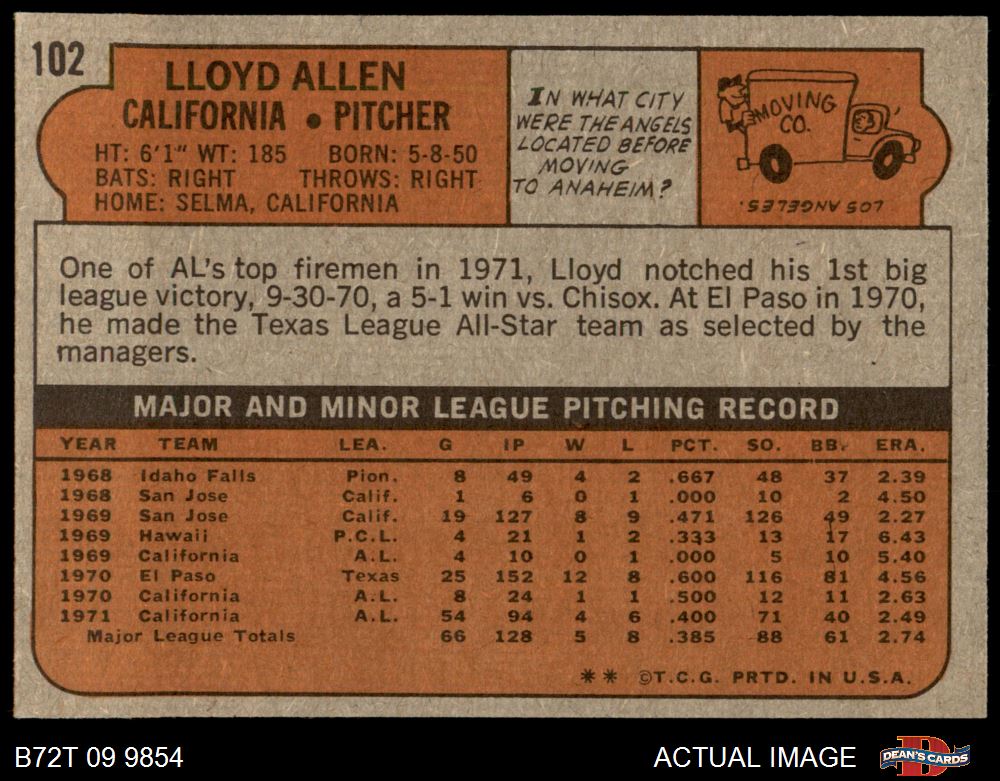 102
LLOYD ALLEN
CALIFORNIA • PITCHER
HT: 6'1" WT: 185 BORN: 5-8-50
BATS: RIGHT THROWS: RIGHT
HOME: SELMA, CALIFORNIA
IN WHAT CITY
WERE THE ANGELS
LOCATED BEFORE
MOVING
TO ANAHEIM?
MOVING
CO.
LOS ANGELES.
One of AL's top firemen in 1971, Lloyd notched his 1st big
league victory, 9-30-70, a 5-1 win vs. Chisox. At El Paso in 1970,
he made the Texas League All-Star team as selected by the
managers.
MAJOR AND MINOR LEAGUE PITCHING RECORD
YEAR TEAM LEA. G IP W L PCT. SO. BB. ERA.
1968 Idaho Falls Pion. 8 49 4 2 .667 48 37 2.39
1968 San Jose Calif. 1 6 0 1 .000 10 2 4.50
1969 San Jose Calif. 19 127 8 9 .471 126 49 2.27
1969 Hawaii P.C.L. 4 21 1 2 .333 13 17 6.43
1969 California A.L. 4 10 0 1 .000 5 10 5.40
1970 El Paso Texas 25 152 12 8 .600 116 81 4.56
1970 California A.L. 8 24 1 1 .500 12 11 2.63
1971 California A.L. 54 94 4 6 .400 71 40 2.49
Major League Totals 66 128 5 8 .385 88 61 2.74
** ©T.C.G. PRTD. IN U.S.A.
B72T 09 9854 ACTUAL IMAGE DEAN'S CARDS